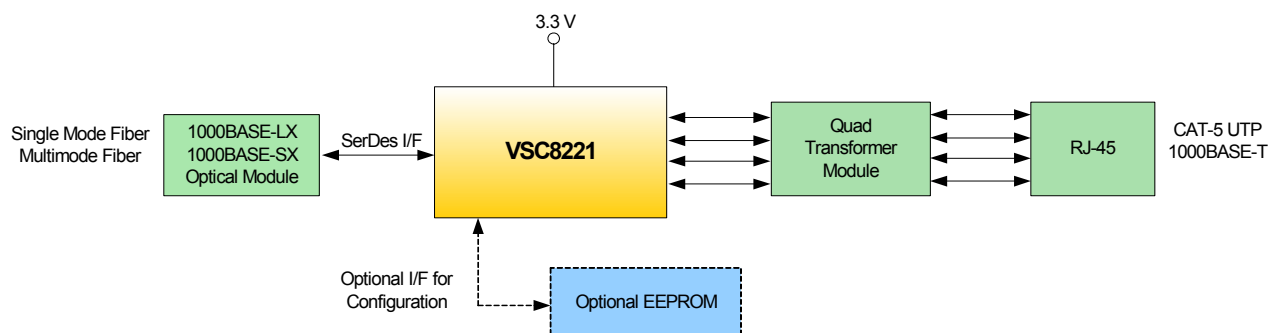 3.3 V
Single Mode Fiber
Multimode Fiber
1000BASE-LX
1000BASE-SX
Optical Module
SerDes I/F
VSC8221
Quad
Transformer
Module
RJ-45
CAT-5 UTP
1000BASE-T
Optional I/F for
Configuration
Optional EEPROM